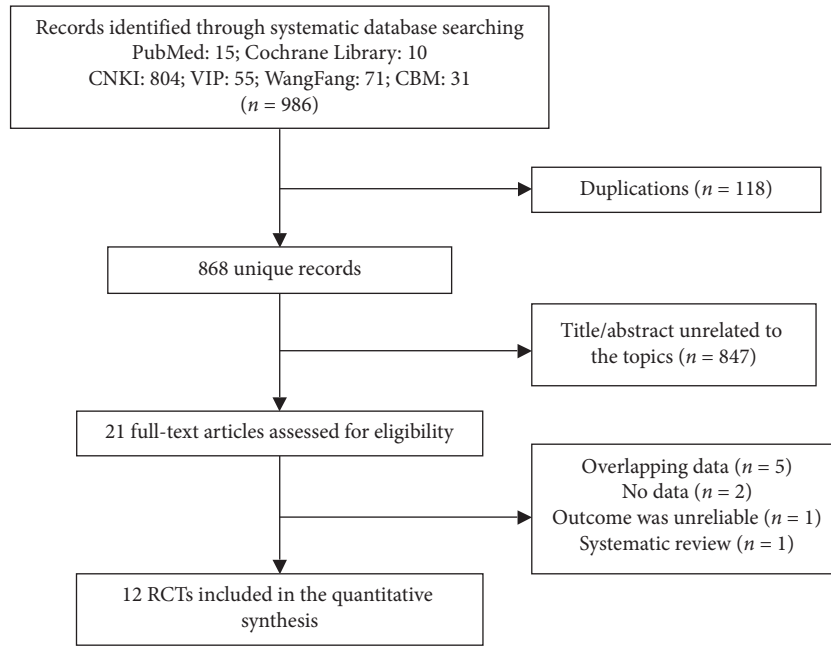 Records identified through systematic database searching
PubMed: 15; Cochrane Library: 10
CNKI: 804; VIP: 55; WangFang: 71; CBM: 31
(n = 986)
Duplications (n = 118)
868 unique records
Title/abstract unrelated to
the topics (n = 847)
21 full-text articles assessed for eligibility
Overlapping data (n = 5)
No data (n = 2)
Outcome was unreliable (n = 1)
Systematic review (n = 1)
12 RCTs included in the quantitative
synthesis